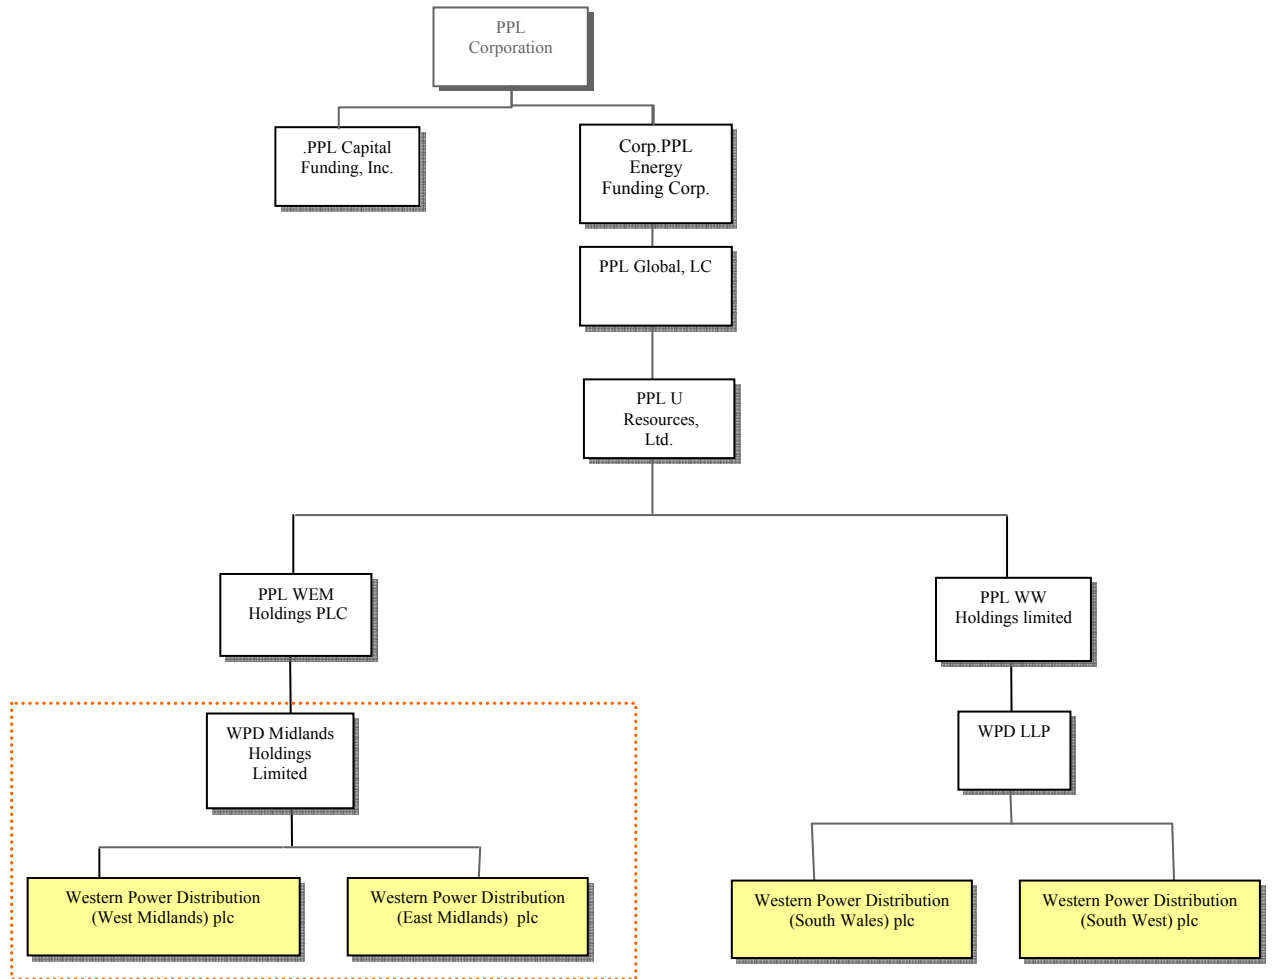 PPL
Corporation
.PPL Capital
Funding, Inc.
Corp.PPL
Energy
Funding Corp.
PPL Global, LC
PPL U
Resources,
Ltd.
PPL WEM
Holdings PLC
PPL WW
Holdings limited
WPD Midlands
Holdings
Limited
WPD LLP
Western Power Distribution
(West Midlands) plc
Western Power Distribution
(East Midlands)  plc
Western Power Distribution
(South Wales) plc
Western Power Distribution
(South West) plc